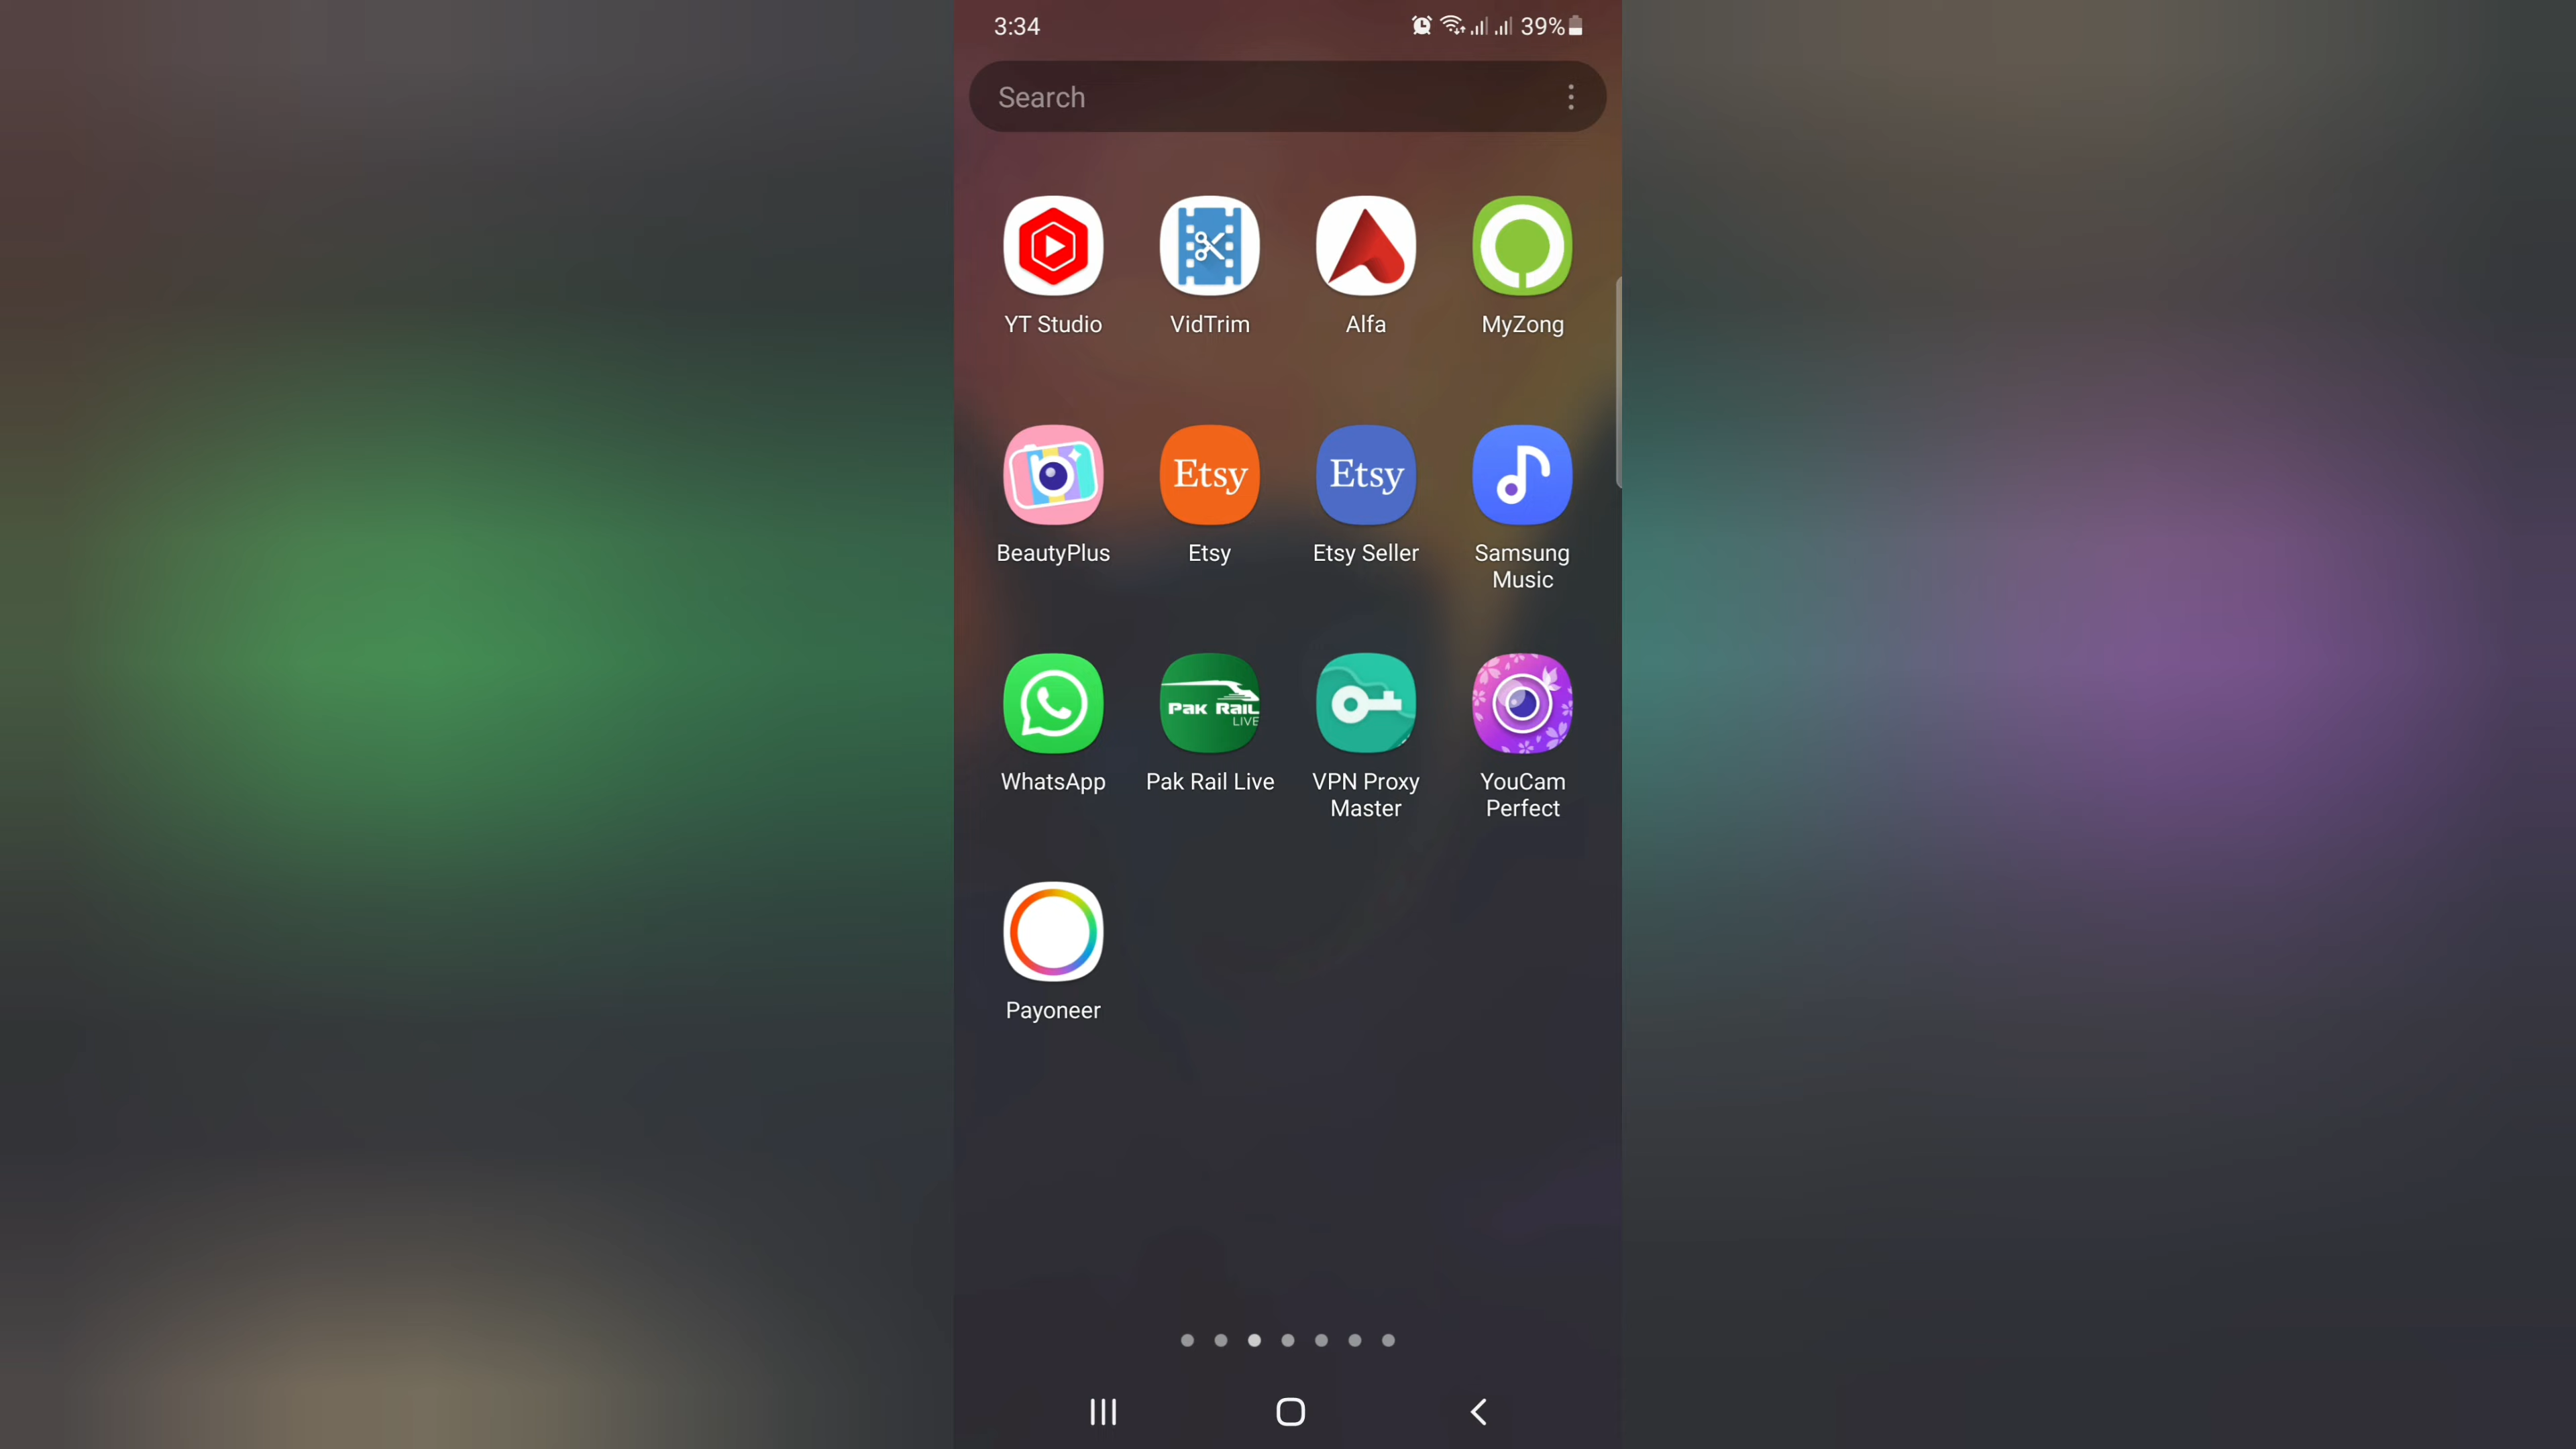 3:34
39%
Search
YT Studio
VidTrim
Alfa
MyZong
Etsy
Etsy
BeautyPlus
Etsy
Etsy Seller
Samsung
Music
Pak Rail
LIVE
WhatsApp
Pak Rail Live
VPN Proxy
Master
YouCam
Perfect
Payoneer